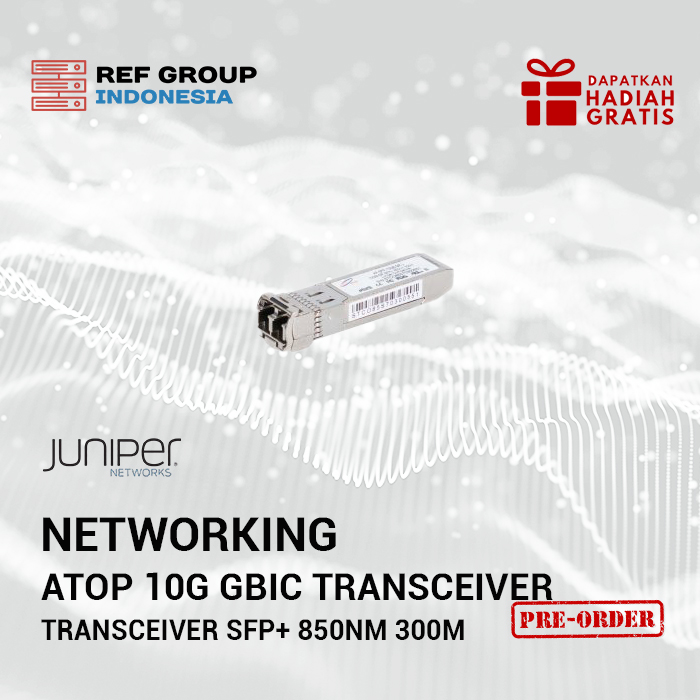 REF GROUP
INDONESIA
DAPATKAN
HADIAH
GRATIS
JUNIPER
NETWORKS
NETWORKING
ATOP 10G GBIC TRANSCEIVER
TRANSCEIVER SFP+ 850NM 300M
PRE-ORDER